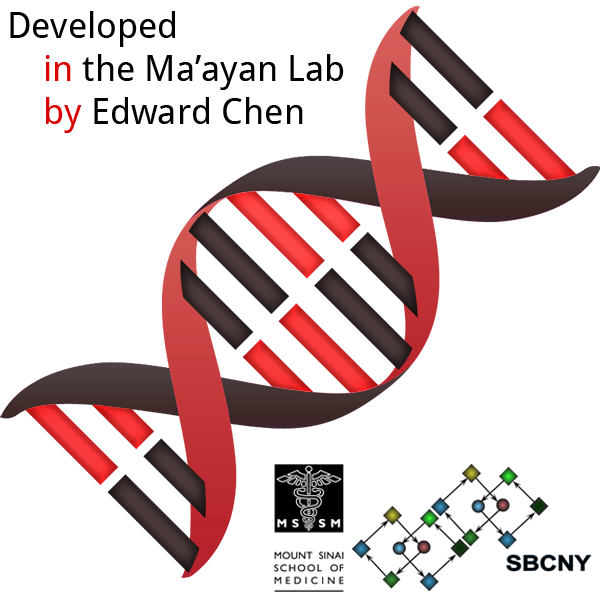 Developed
in the Ma’ayan Lab
by Edward Chen
MSSM
MOUNT SINAI
SCHOOL OF
MEDICINE
SBCNY